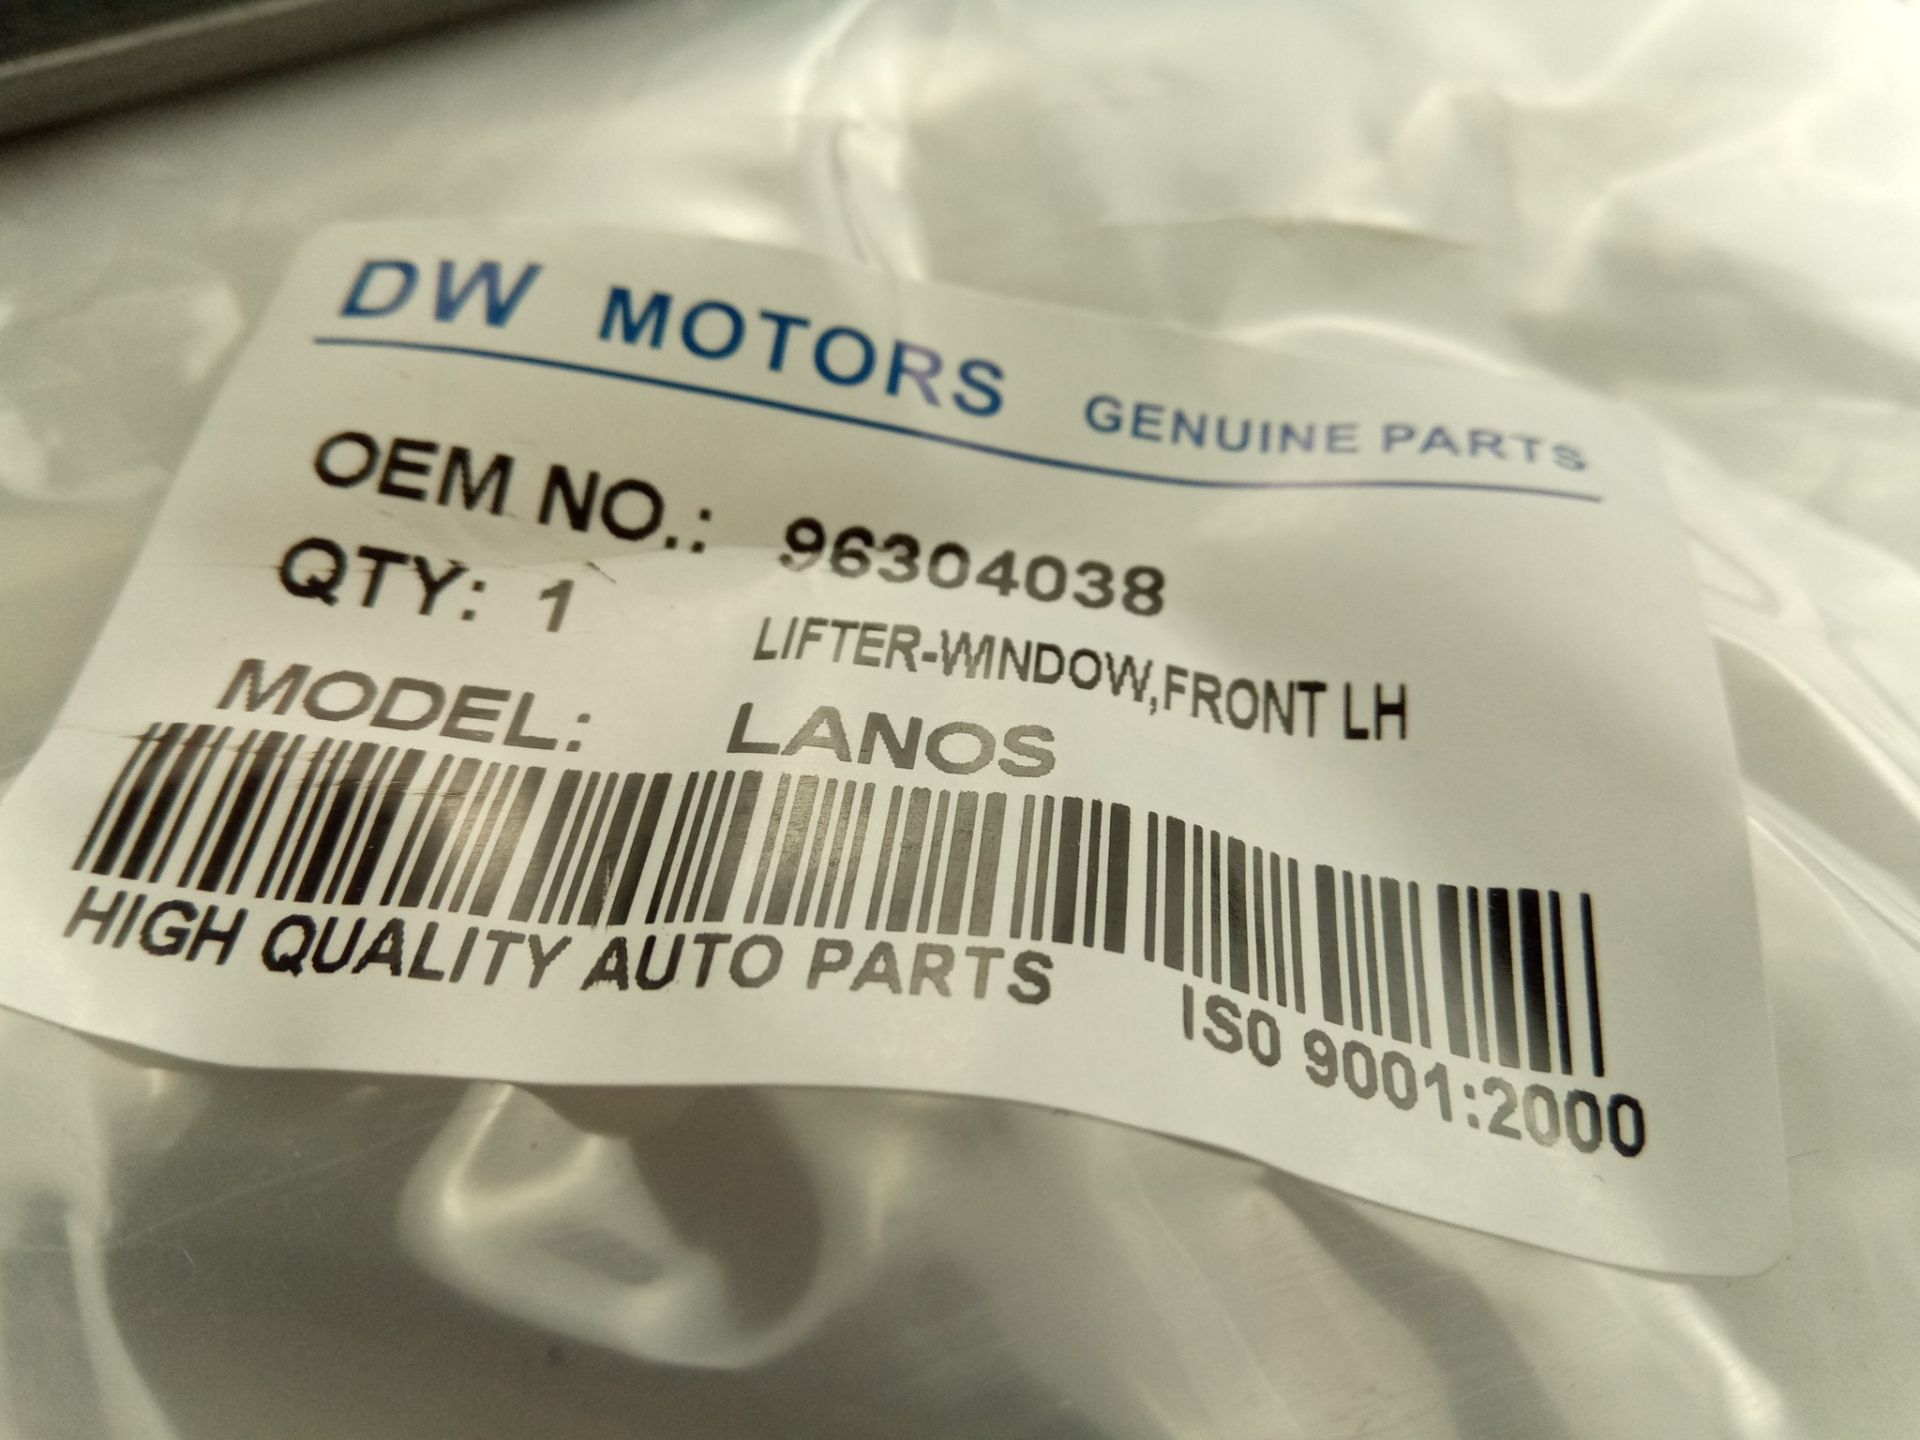 DW MOTORS GENUINE PARTS
OEM NO.: 96304038
QTY: 1 LIFTER-WINDOW,FRONT LH
MODEL: LANOS
HIGH QUALITY AUTO PARTS IS0 9001:2000